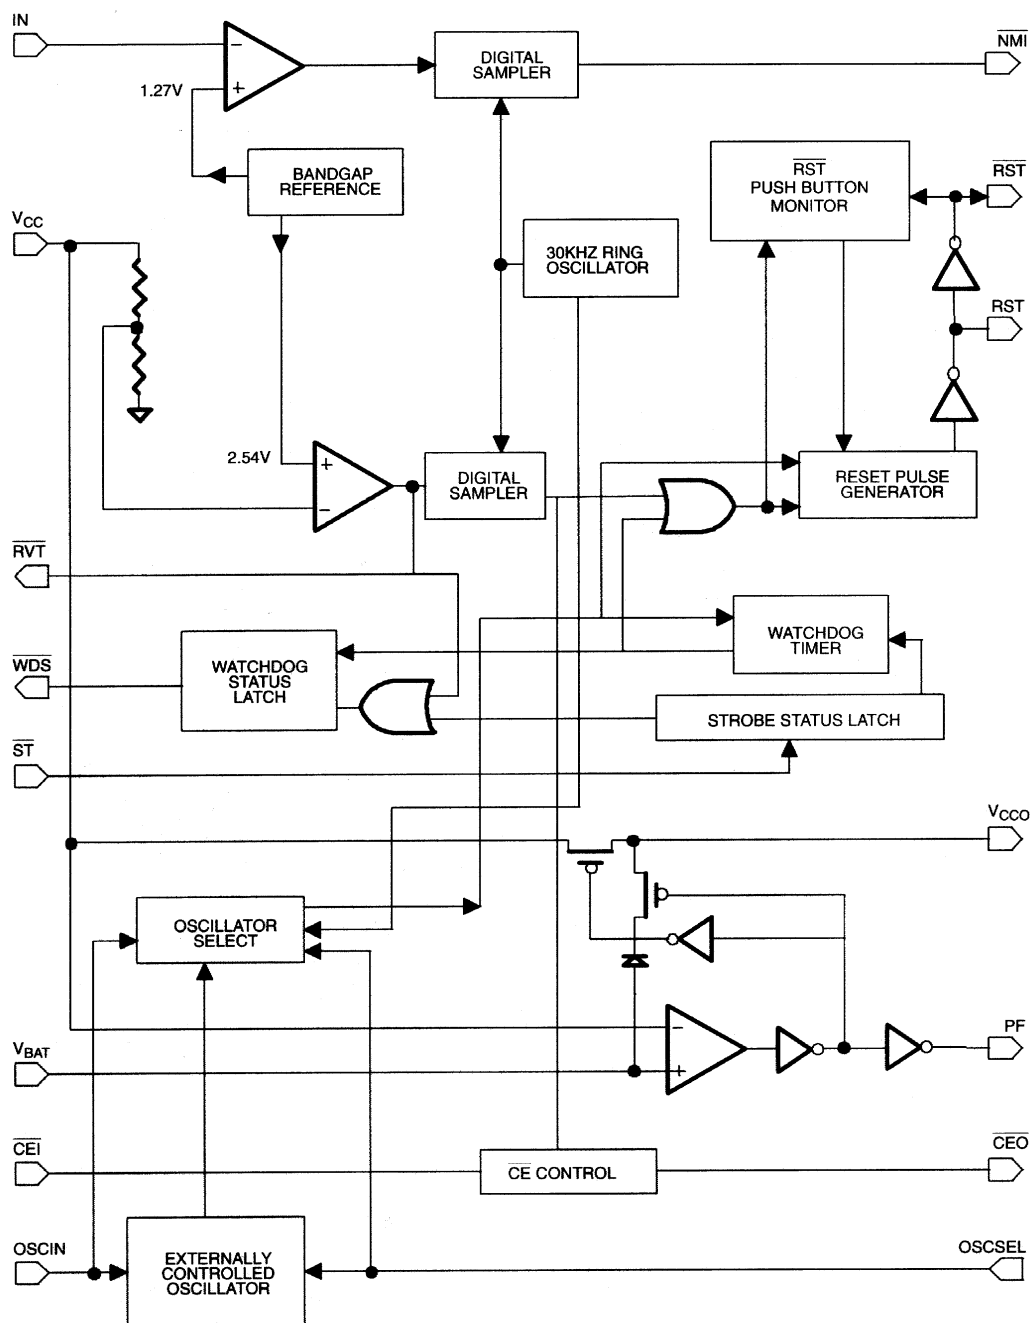 IN
NMI
DIGITAL
SAMPLER
−
+
1.27V
BANDGAP
REFERENCE
RST
PUSH BUTTON
MONITOR
RST
VCC
30KHZ RING
OSCILLATOR
RST
2.54V
+
−
DIGITAL
SAMPLER
RESET PULSE
GENERATOR
RVT
WATCHDOG
TIMER
WDS
WATCHDOG
STATUS
LATCH
STROBE STATUS LATCH
ST
VCCO
OSCILLATOR
SELECT
−
+
PF
VBAT
CEI
CE CONTROL
CEO
OSCIN
EXTERNALLY
CONTROLLED
OSCILLATOR
OSCSEL